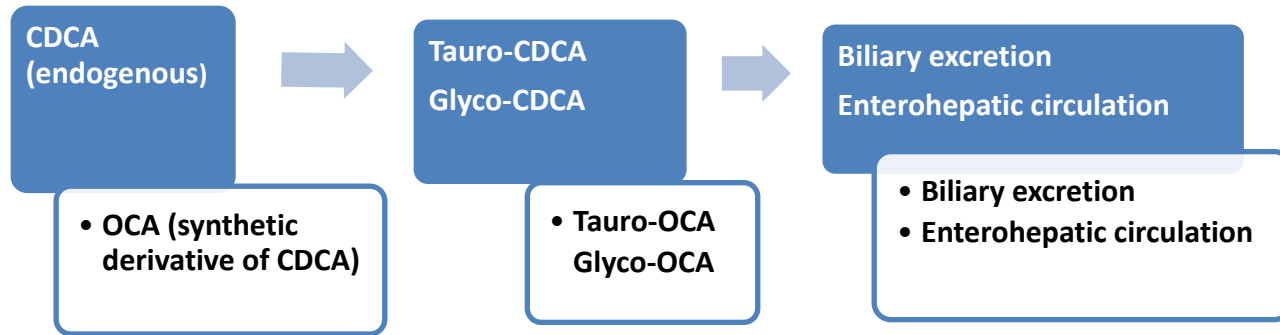 CDCA
(endogenous)
• OCA (synthetic
derivative of CDCA)
Tauro-CDCA
Glyco-CDCA
• Tauro-OCA
Glyco-OCA
Biliary excretion
Enterohepatic circulation
• Biliary excretion
• Enterohepatic circulation